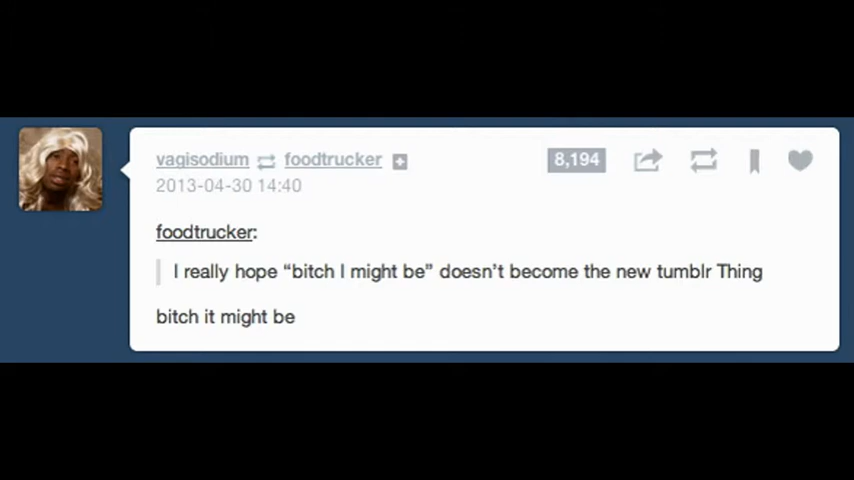 vagisodium foodtrucker 8,194
2013-04-30 14:40
foodtrucker:
I really hope “bitch I might be” doesn’t become the new tumblr Thing
bitch it might be